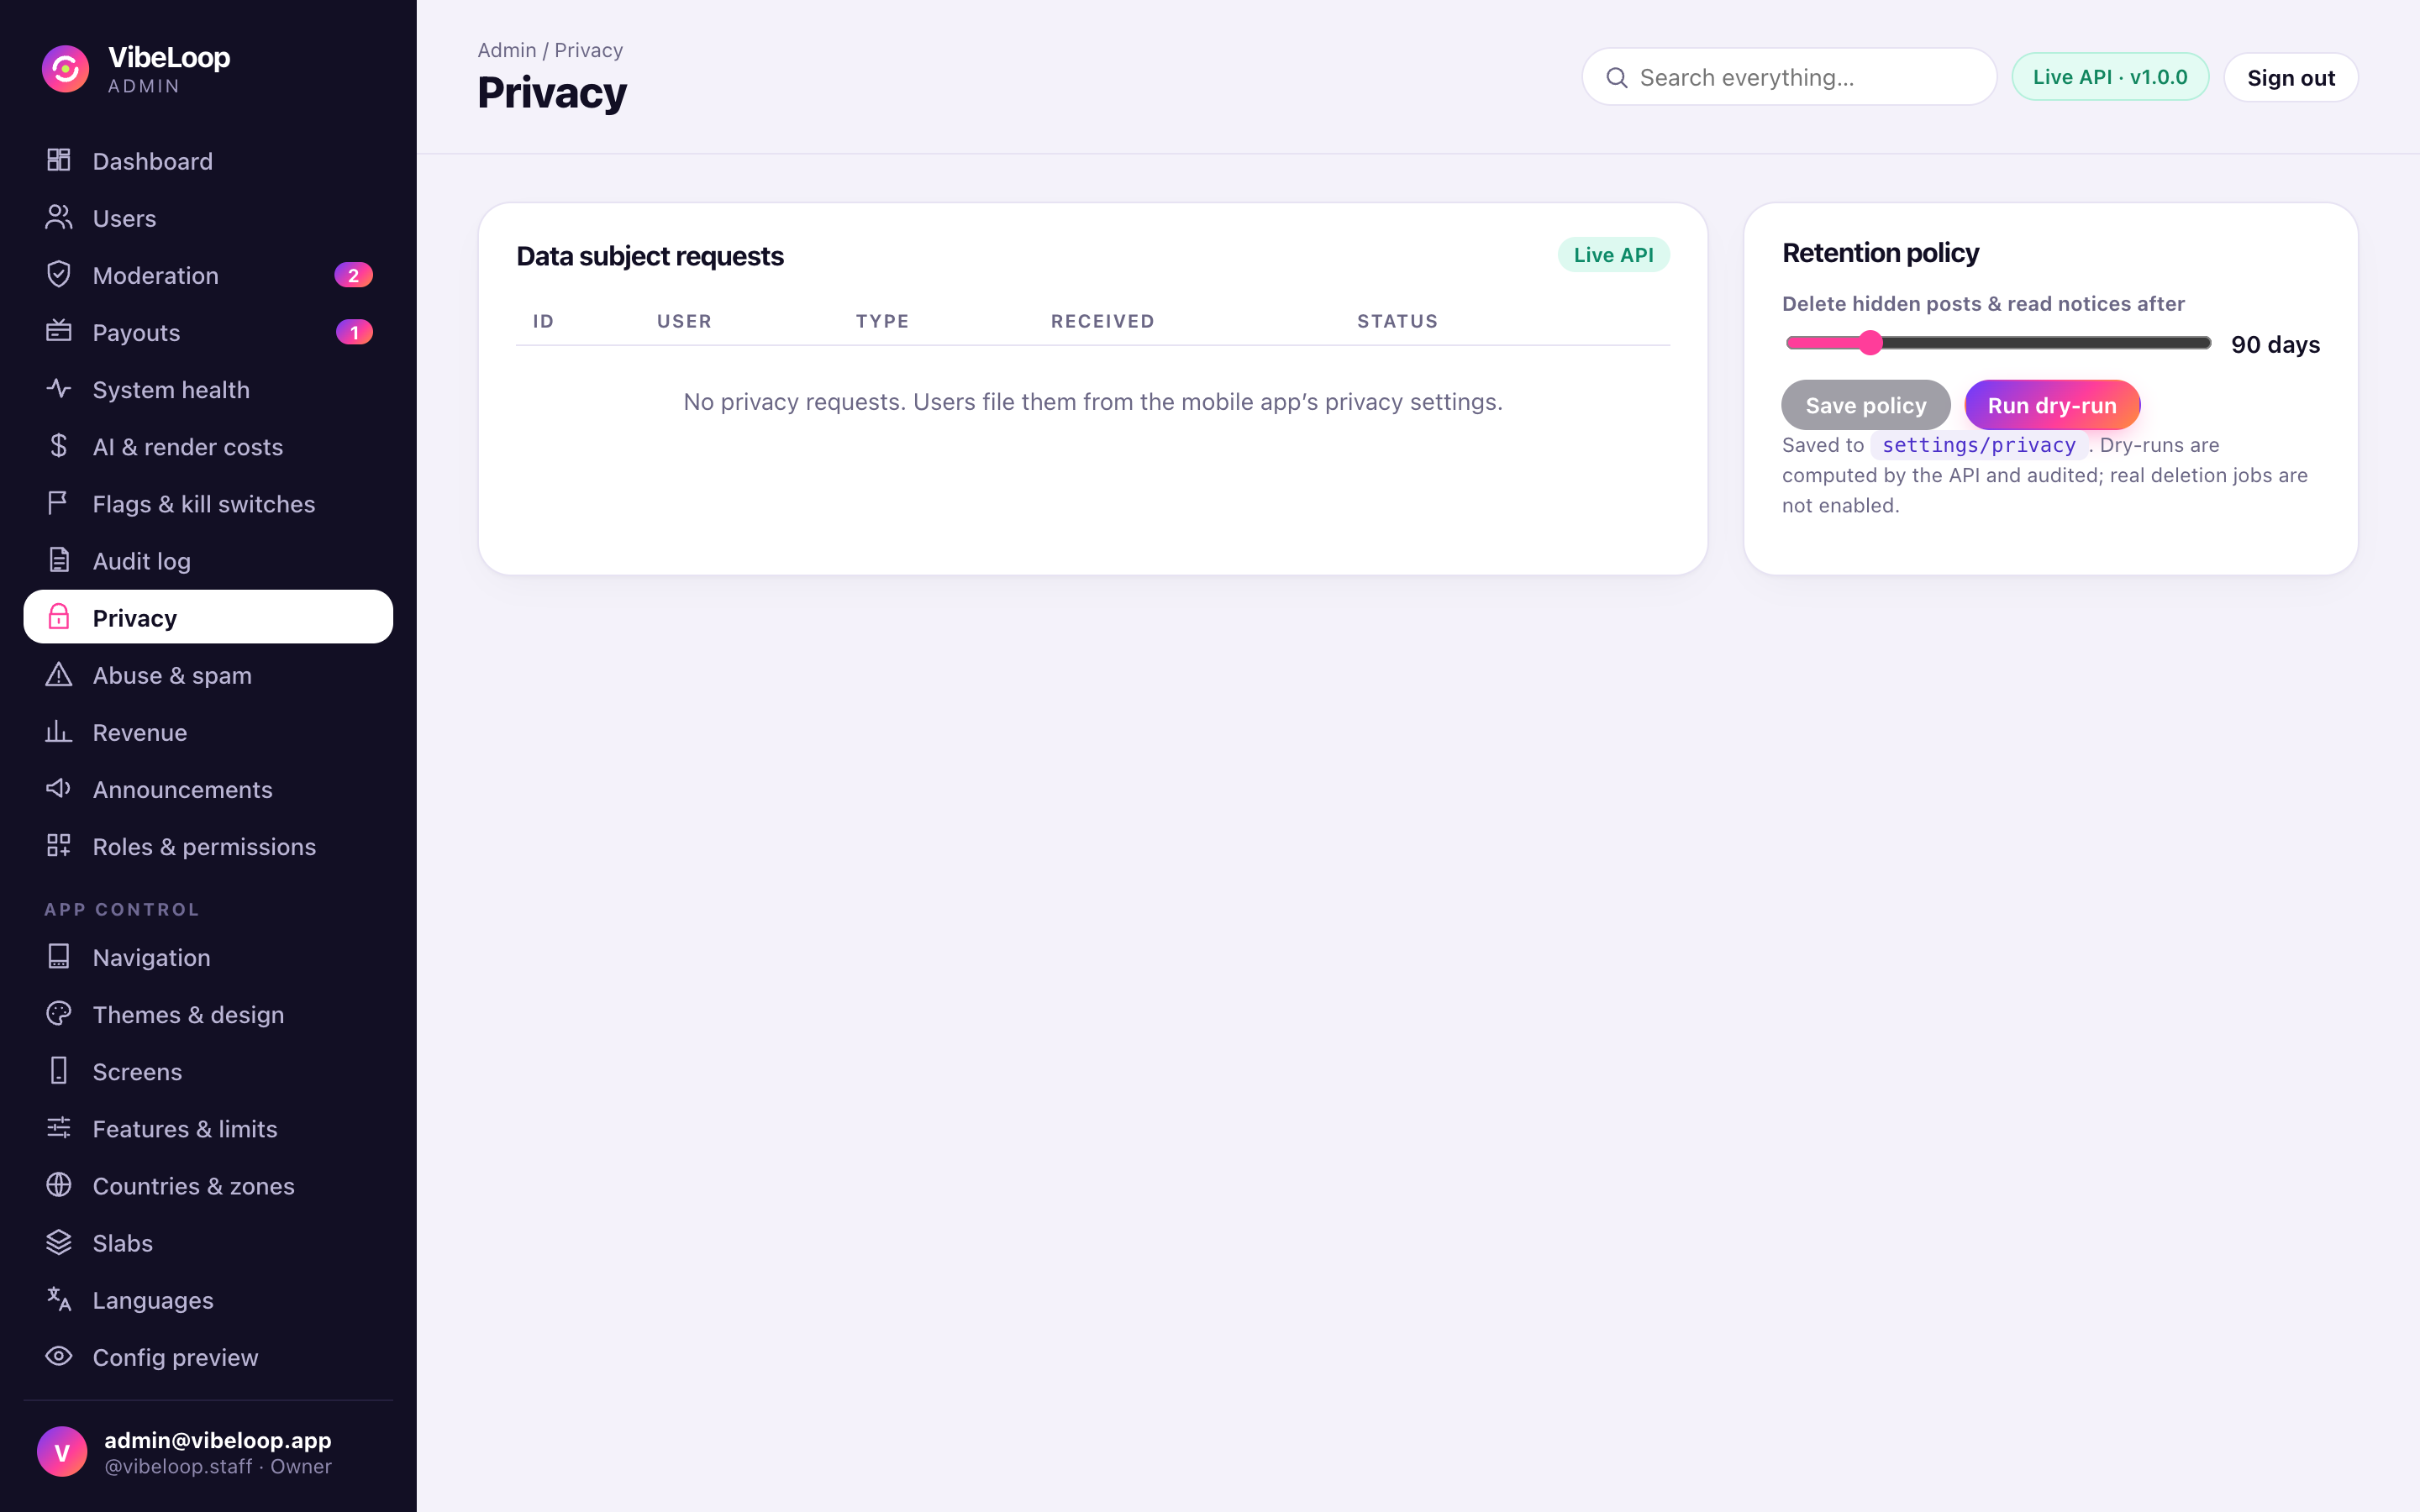 VibeLoop
ADMIN
Dashboard
Users
Moderation 2
Payouts 1
System health
AI & render costs
Flags & kill switches
Audit log
Privacy
Abuse & spam
Revenue
Announcements
Roles & permissions
APP CONTROL
Navigation
Themes & design
Screens
Features & limits
Countries & zones
Slabs
Languages
Config preview
V
admin@vibeloop.app
@vibeloop.staff · Owner
Admin / Privacy
Privacy
Search everything...
Live API · v1.0.0
Sign out
Data subject requests
Live API
ID USER TYPE RECEIVED STATUS
No privacy requests. Users file them from the mobile app’s privacy settings.
Retention policy
Delete hidden posts & read notices after
90 days
Save policy
Run dry-run
Saved to settings/privacy. Dry-runs are
computed by the API and audited; real deletion jobs are
not enabled.